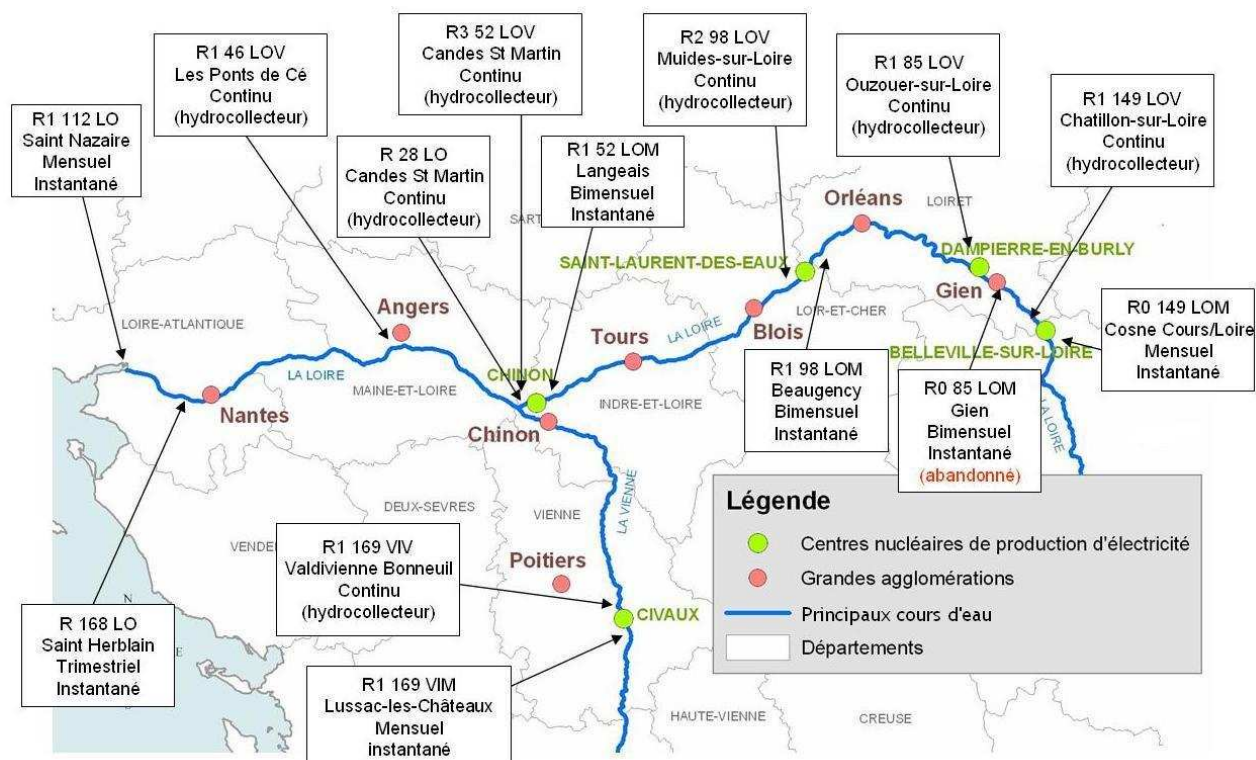 R1 112 LO
Saint Nazaire
Mensuel
Instantané
R1 46 LOV
Les Ponts de Cé
Continu
(hydrocollecteur)
R3 52 LOV
Candes St Martin
Continu
(hydrocollecteur)
R 28 LO
Candes St Martin
Continu
(hydrocollecteur)
R1 52 LOM
Langeais
Bimensuel
Instantané
R2 98 LOV
Muides-sur-Loire
Continu
(hydrocollecteur)
R1 85 LOV
Ouzouer-sur-Loire
Continu
(hydrocollecteur)
R1 149 LOV
Chatillon-sur-Loire
Continu
(hydrocollecteur)
SART
Orléans
LOIRET
SAINT-LAURENT-DES-EAUX
DAMPIERRE-EN-BURLY
Gien
LOIRE-ATLANTIQUE
Angers
Tours
LA LOIRE
Blois
LOIR-ET-CHER
BELLEVILLE-SUR-LOIRE
R0 149 LOM
Cosne Cours/Loire
Mensuel
Instantané
LA LOIRE
MAINE-ET-LOIRE
CHINON
INDRE-ET-LOIRE
Nantes
Chinon
R1 98 LOM
Beaugency
Bimensuel
Instantané
R0 85 LOM
Gien
Bimensuel
Instantané
(abandonné)
LA LOIRE
DEUX-SEVRES
VIENNE
LA VIENNE
VENDE
R1 169 VIV
Valdivienne Bonneuil
Continu
(hydrocollecteur)
Poitiers
CIVAUX
N
E
R 168 LO
Saint Herblain
Trimestriel
Instantané
R1 169 VIM
Lussac-les-Châteaux
Mensuel
instantané
HAUTE-VIENNE
CREUSE
Légende
Centres nucléaires de production d'électricité
Grandes agglomérations
Principaux cours d'eau
Départements